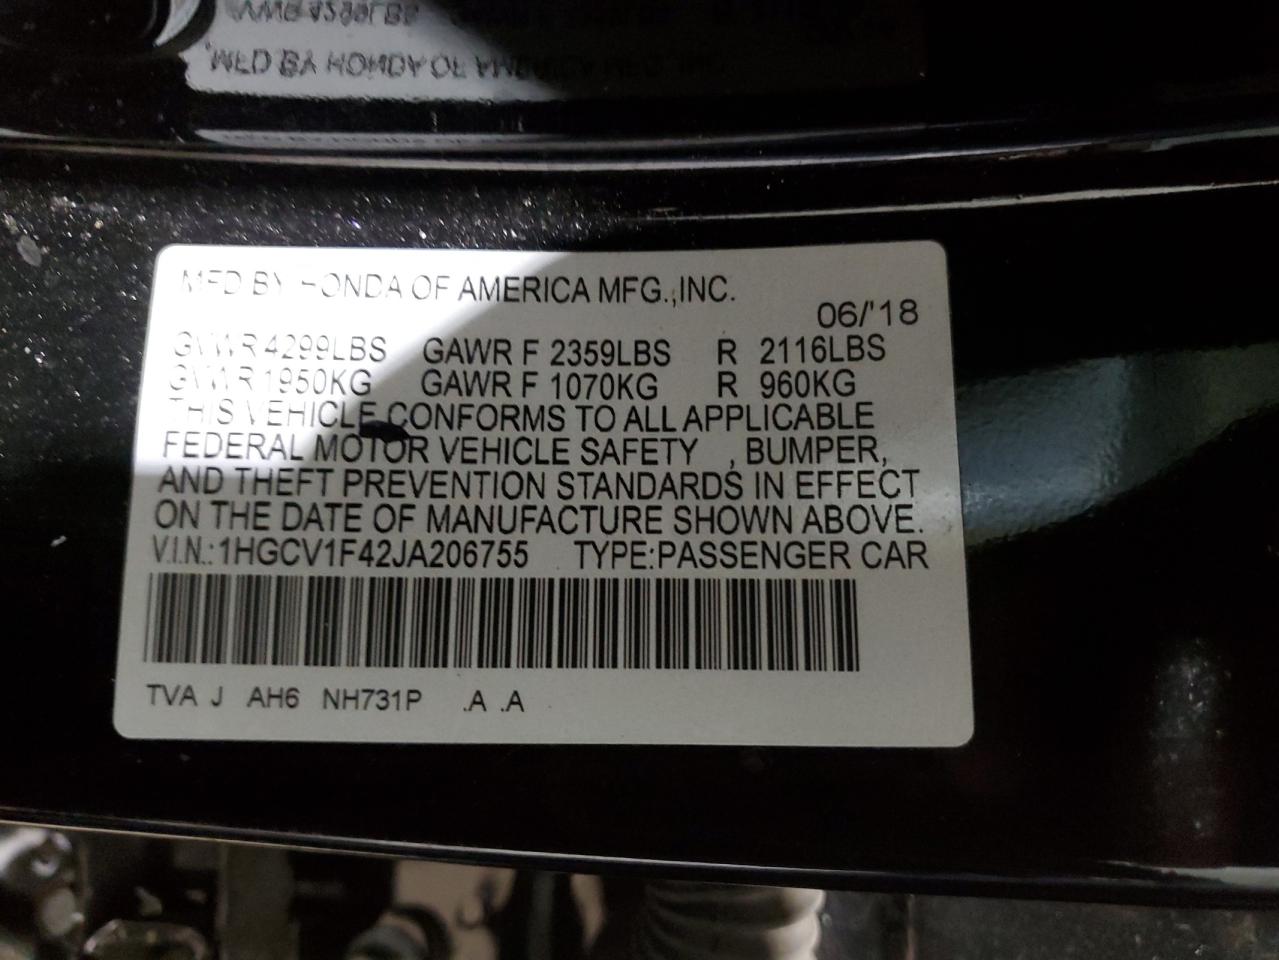 MFD BY HONDA OF AMERICA MFG.,INC.
06/'18
GVWR 4299LBS GAWR F 2359LBS R 2116LBS
GVWR 1950KG GAWR F 1070KG R 960KG
THIS VEHICLE CONFORMS TO ALL APPLICABLE
FEDERAL MOTOR VEHICLE SAFETY , BUMPER,
AND THEFT PREVENTION STANDARDS IN EFFECT
ON THE DATE OF MANUFACTURE SHOWN ABOVE.
V.I.N.:1HGCV1F42JA206755 TYPE:PASSENGER CAR
TVA J AH6 NH731P .A .A